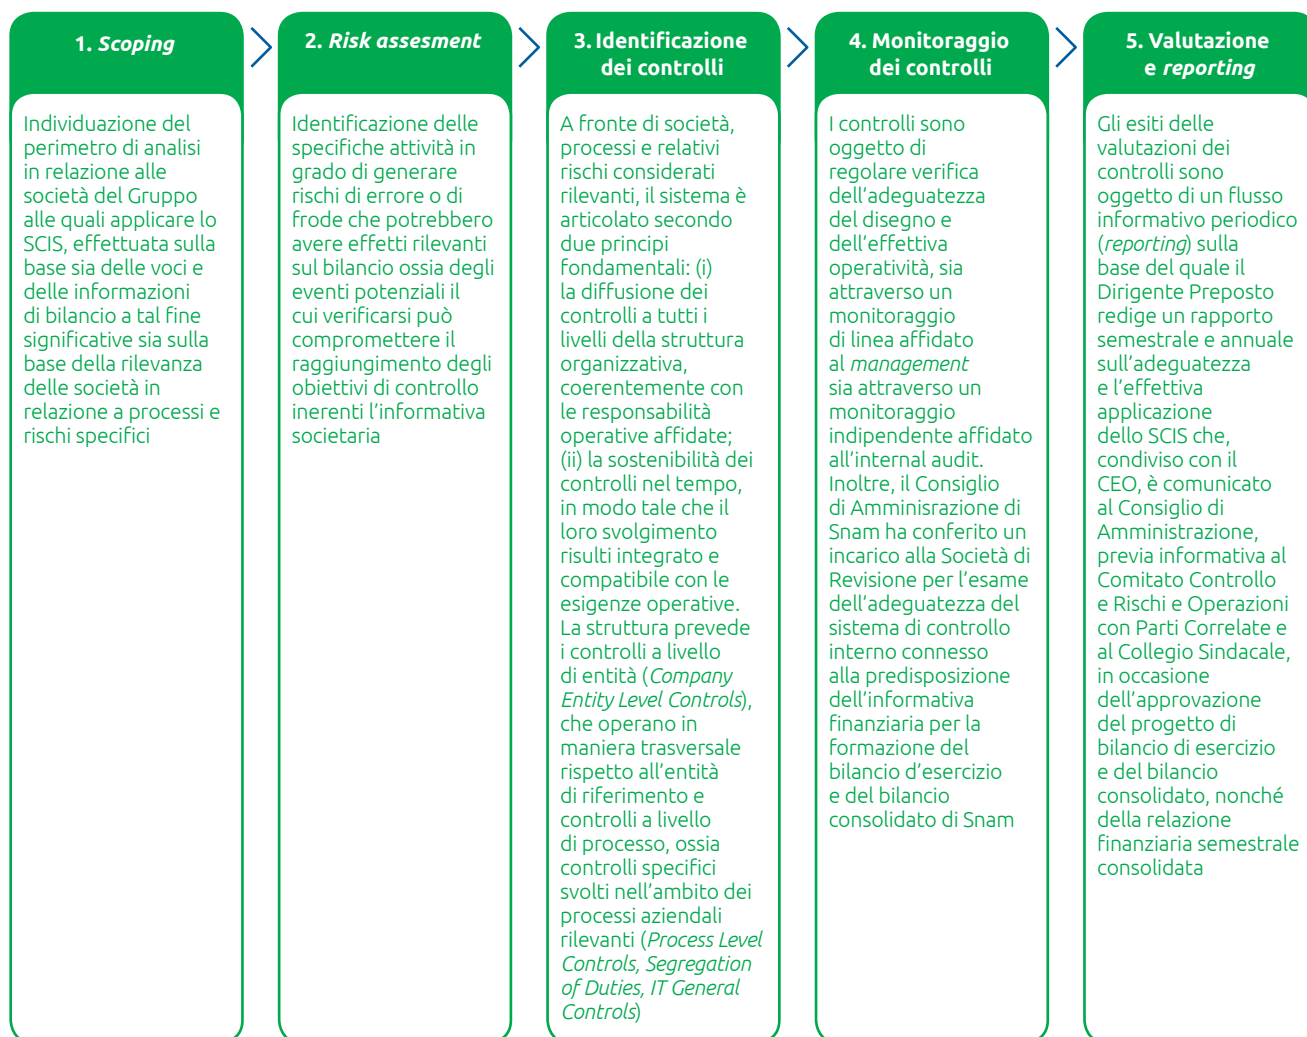 1. Scoping
Individuazione del
perimetro di analisi
in relazione alle
società del Gruppo
alle quali applicare lo
SCIS, effettuata sulla
base sia delle voci e
delle informazioni
di bilancio a tal fine
significative sia sulla
base della rilevanza
delle società in
relazione a processi e
rischi specifici
2. Risk assesment
Identificazione delle
specifiche attività in
grado di generare
rischi di errore o di
frode che potrebbero
avere effetti rilevanti
sul bilancio ossia degli
eventi potenziali il
cui verificarsi può
compromettere il
raggiungimento degli
obiettivi di controllo
inerenti l'informativa
societaria
3. Identificazione
dei controlli
A fronte di società,
processi e relativi
rischi considerati
rilevanti, il sistema è
articolato secondo
due principi
fondamentali: (i)
la diffusione dei
controlli a tutti i
livelli della struttura
organizzativa,
coerentemente con
le responsabilità
operative affidate;
(ii) la sostenibilità dei
controlli nel tempo,
in modo tale che il
loro svolgimento
risulti integrato e
compatibile con le
esigenze operative.
La struttura prevede
i controlli a livello
di entità (Company
Entity Level Controls),
che operano in
maniera trasversale
rispetto all'entità
di riferimento e
controlli a livello
di processo, ossia
controlli specifici
svolti nell'ambito dei
processi aziendali
rilevanti (Process Level
Controls, Segregation
of Duties, IT General
Controls)
4. Monitoraggio
dei controlli
I controlli sono
oggetto di
regolare verifica
dell'adeguatezza
del disegno e
dell'effettiva
operatività, sia
attraverso un
monitoraggio
di linea affidato
al management
sia attraverso un
monitoraggio
indipendente affidato
all'internal audit.
Inoltre, il Consiglio
di Amminisrazione di
Snam ha conferito un
incarico alla Società di
Revisione per l'esame
dell'adeguatezza del
sistema di controllo
interno connesso
alla predisposizione
dell'informativa
finanziaria per la
formazione del
bilancio d'esercizio
e del bilancio
consolidato di Snam
5. Valutazione
e reporting
Gli esiti delle
valutazioni dei
controlli sono
oggetto di un flusso
informativo periodico
(reporting) sulla
base del quale il
Dirigente Preposto
redige un rapporto
semestrale e annuale
sull'adeguatezza
e l'effettiva
applicazione
dello SCIS che,
condiviso con il
CEO, è comunicato
al Consiglio di
Amministrazione,
previa informativa al
Comitato Controllo
e Rischi e Operazioni
con Parti Correlate e
al Collegio Sindacale,
in occasione
dell'approvazione
del progetto di
bilancio di esercizio
e del bilancio
consolidato, nonché
della relazione
finanziaria semestrale
consolidata